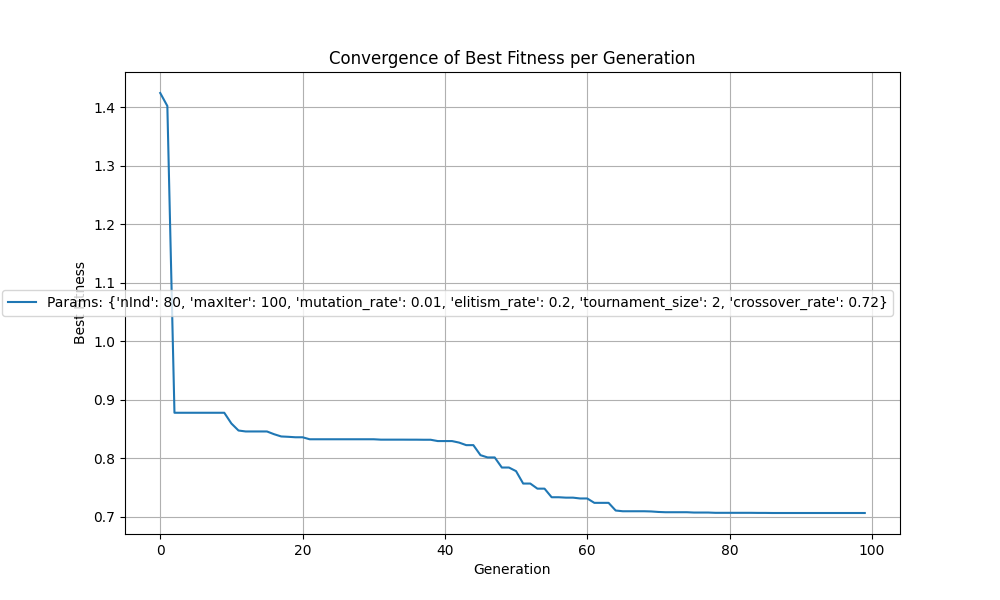 Convergence of Best Fitness per Generation
1.4
1.3
1.2
1.1
1.0
0.9
0.8
0.7
Best Fitness
Params: {'nInd': 80, 'maxIter': 100, 'mutation_rate': 0.01, 'elitism_rate': 0.2, 'tournament_size': 2, 'crossover_rate': 0.72}
0 20 40 60 80 100
Generation